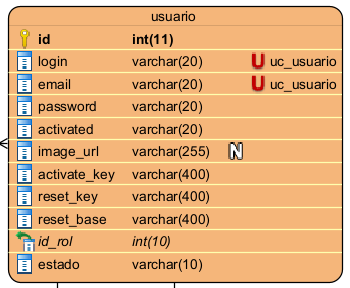 usuario
id int(11)
login varchar(20) U uc_usuario
email varchar(20) U uc_usuario
password varchar(20)
activated varchar(20)
image_url varchar(255) N
activate_key varchar(400)
reset_key varchar(400)
reset_base varchar(400)
id_rol int(10)
estado varchar(10)